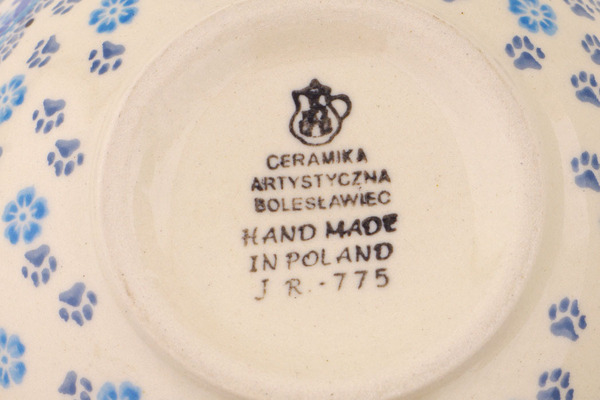 CERAMIKA
ARTYSTYCZNA
BOLESŁAWIEC
HAND MADE
IN POLAND
J R.-775